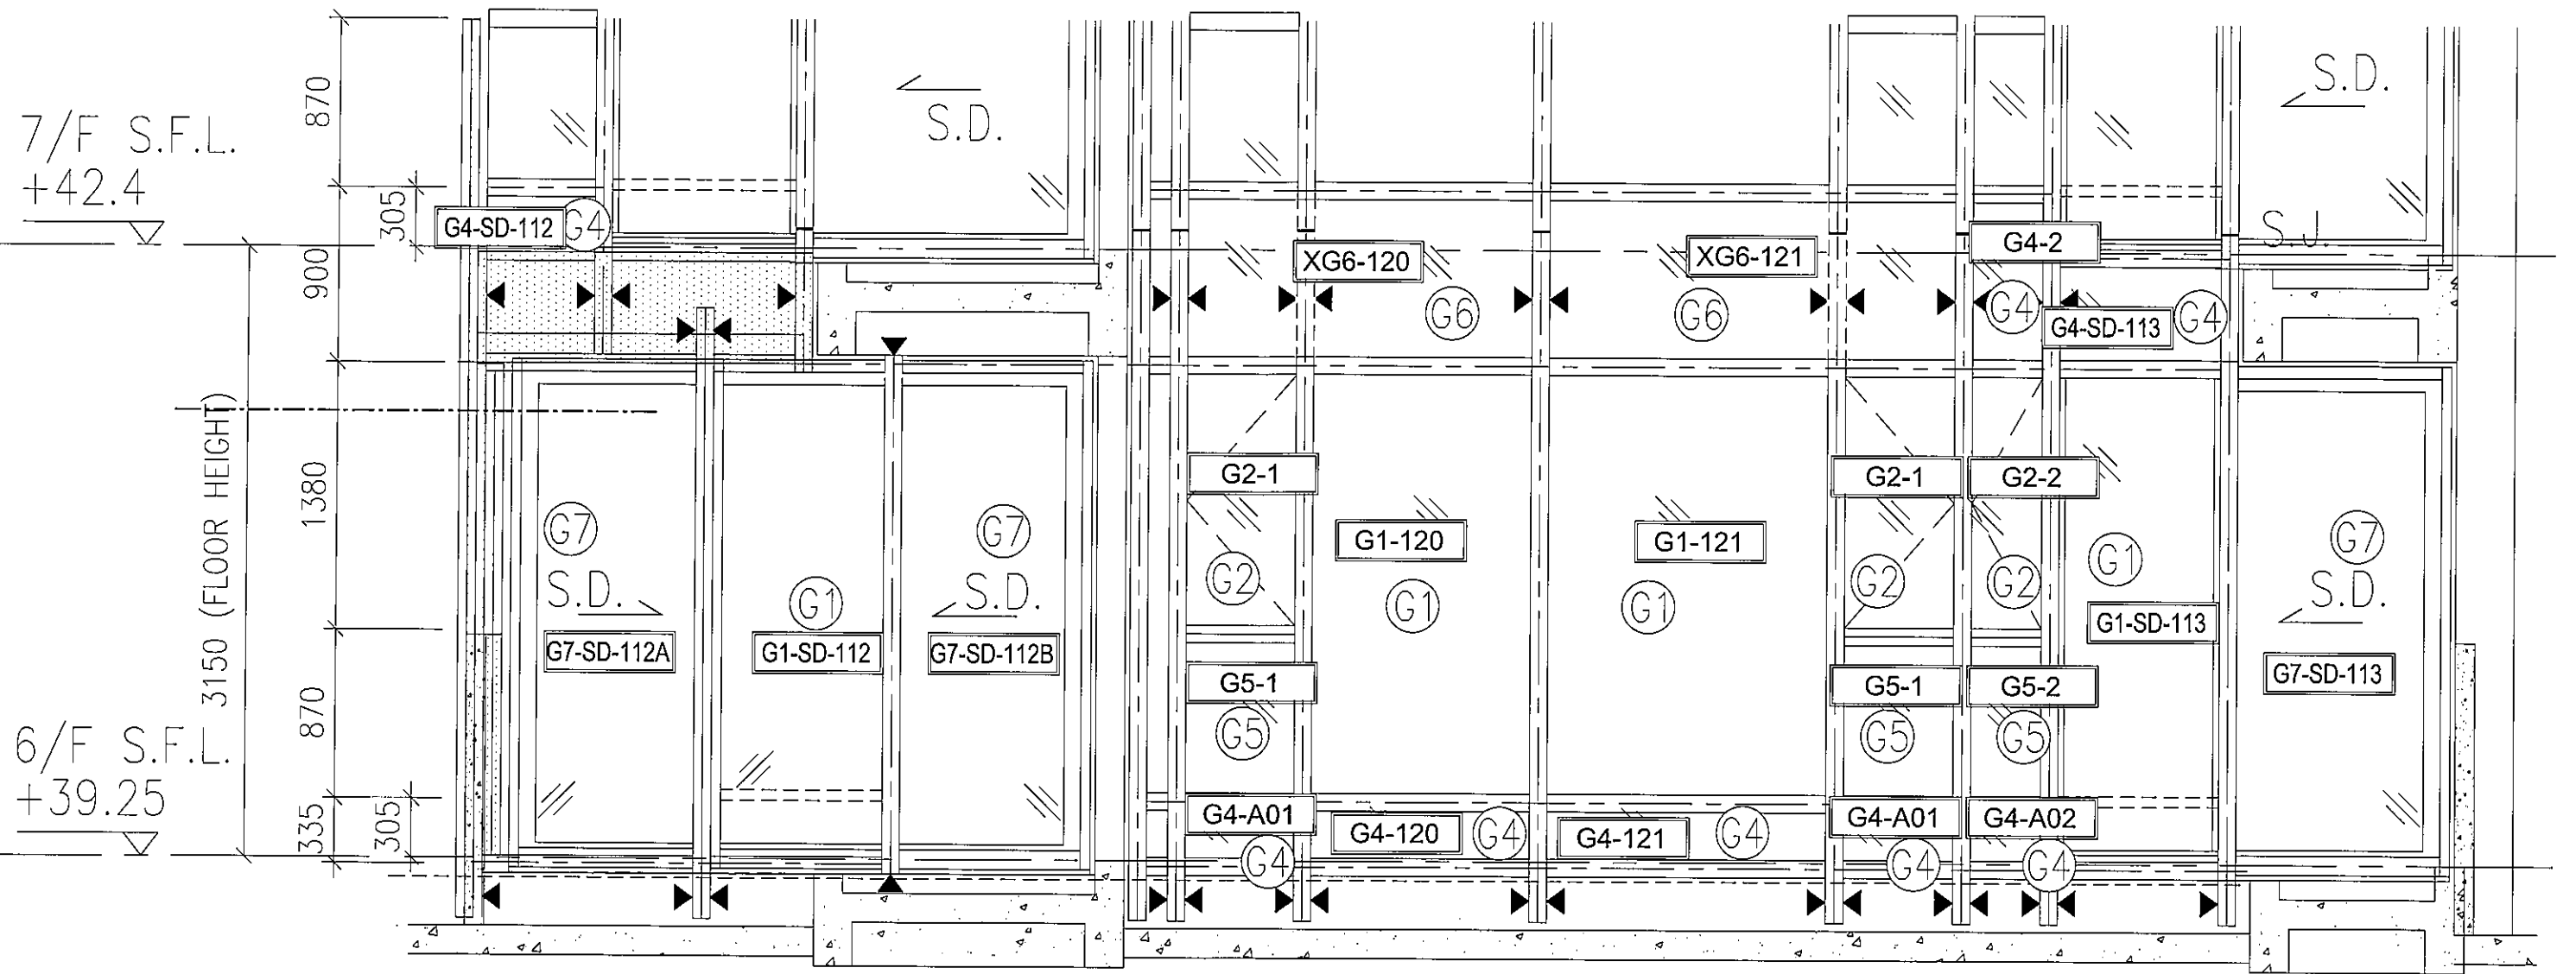 870
S.D.
S.D.
7/F S.F.L.
+42.4
305
G4-SD-112
G4
S.J.
G4-2
900
XG6-120
XG6-121
G6
G6
G4
G4-SD-113
G4
3150 (FLOOR HEIGHT)
1380
G2-1
G2-1
G2-2
G7
G7
G1-120
G1-121
G7
S.D.
G1
S.D.
G2
G1
G1
G2
G2
G1
S.D.
G1-SD-113
G7-SD-112A
G1-SD-112
G7-SD-112B
G7-SD-113
870
G5-1
G5-1
G5-2
G5
G5
G5
6/F S.F.L.
+39.25
335
305
G4-A01
G4-120
G4
G4-121
G4
G4-A01
G4-A02
G4
G4
G4